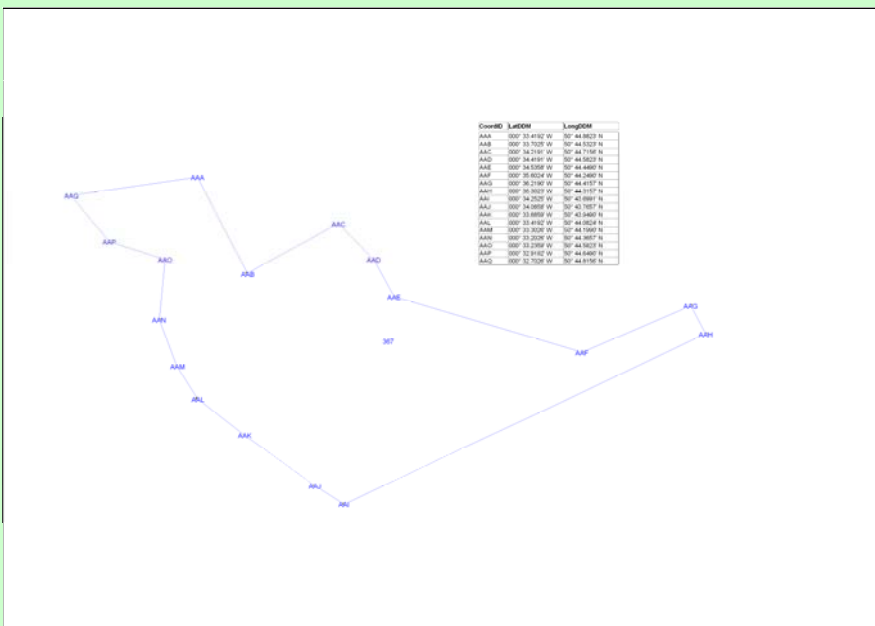 CoordID LatDDM LongDDM
AAA 000° 33.4192' W 50° 44.8823' N
AAB 000° 33.7025' W 50° 44.5323' N
AAC 000° 34.2191' W 50° 44.7156' N
AAD 000° 34.4191' W 50° 44.5823' N
AAE 000° 34.5358' W 50° 44.4490' N
AAF 000° 35.6024' W 50° 44.2490' N
AAG 000° 36.2190' W 50° 44.4157' N
AAH 000° W 50° 44.3157' N
AAI 000° 34.2525' W 50° 43.6991' N
AAJ 000° 34.0858' W 50° 43.7657' N
AAK 000° 33.6858' W 50° 43.9490' N
AAL 000° 33.4192' W 50° 44.0824' N
AAM 000° 33.3026' W 50° 44.1990' N
AAN 000° 33.2026' W 50° 44.3657' N
AAO 000° 33.2359' W 50° 44.5823' N
AAP 000° 32.9192' W 50° 44.6490' N
AAQ 000° 32.7026' W 50° 44.8156' N
AAA
AAQ
AAC
AAP
AAO
AAD
AAB
AAE
AAG
AAN
AAH
367
AAF
AAM
AAL
AAK
AAJ
AAI